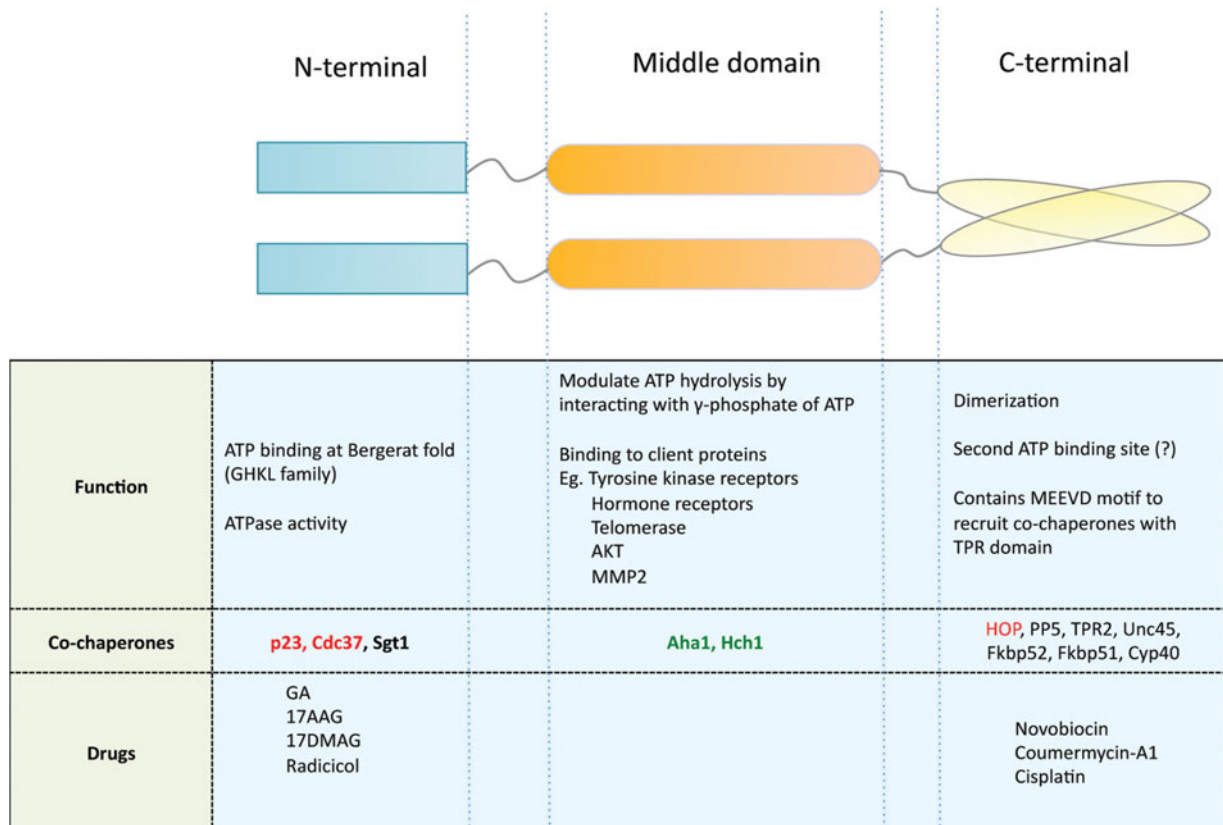 N-terminal
Middle domain
C-terminal
Function
ATP binding at Bergerat fold
(GHKL family)
ATPase activity
Modulate ATP hydrolysis by
interacting with γ-phosphate of ATP
Binding to client proteins
Eg. Tyrosine kinase receptors
Hormone receptors
Telomerase
AKT
MMP2
Dimerization
Second ATP binding site (?)
Contains MEEVD motif to
recruit co-chaperones with
TPR domain
Co-chaperones
p23, Cdc37, Sgt1
Aha1, Hch1
HOP, PP5, TPR2, Unc45,
Fkbp52, Fkbp51, Cyp40
Drugs
GA
17AAG
17DMAG
Radicicol
Novobiocin
Coumermycin-A1
Cisplatin